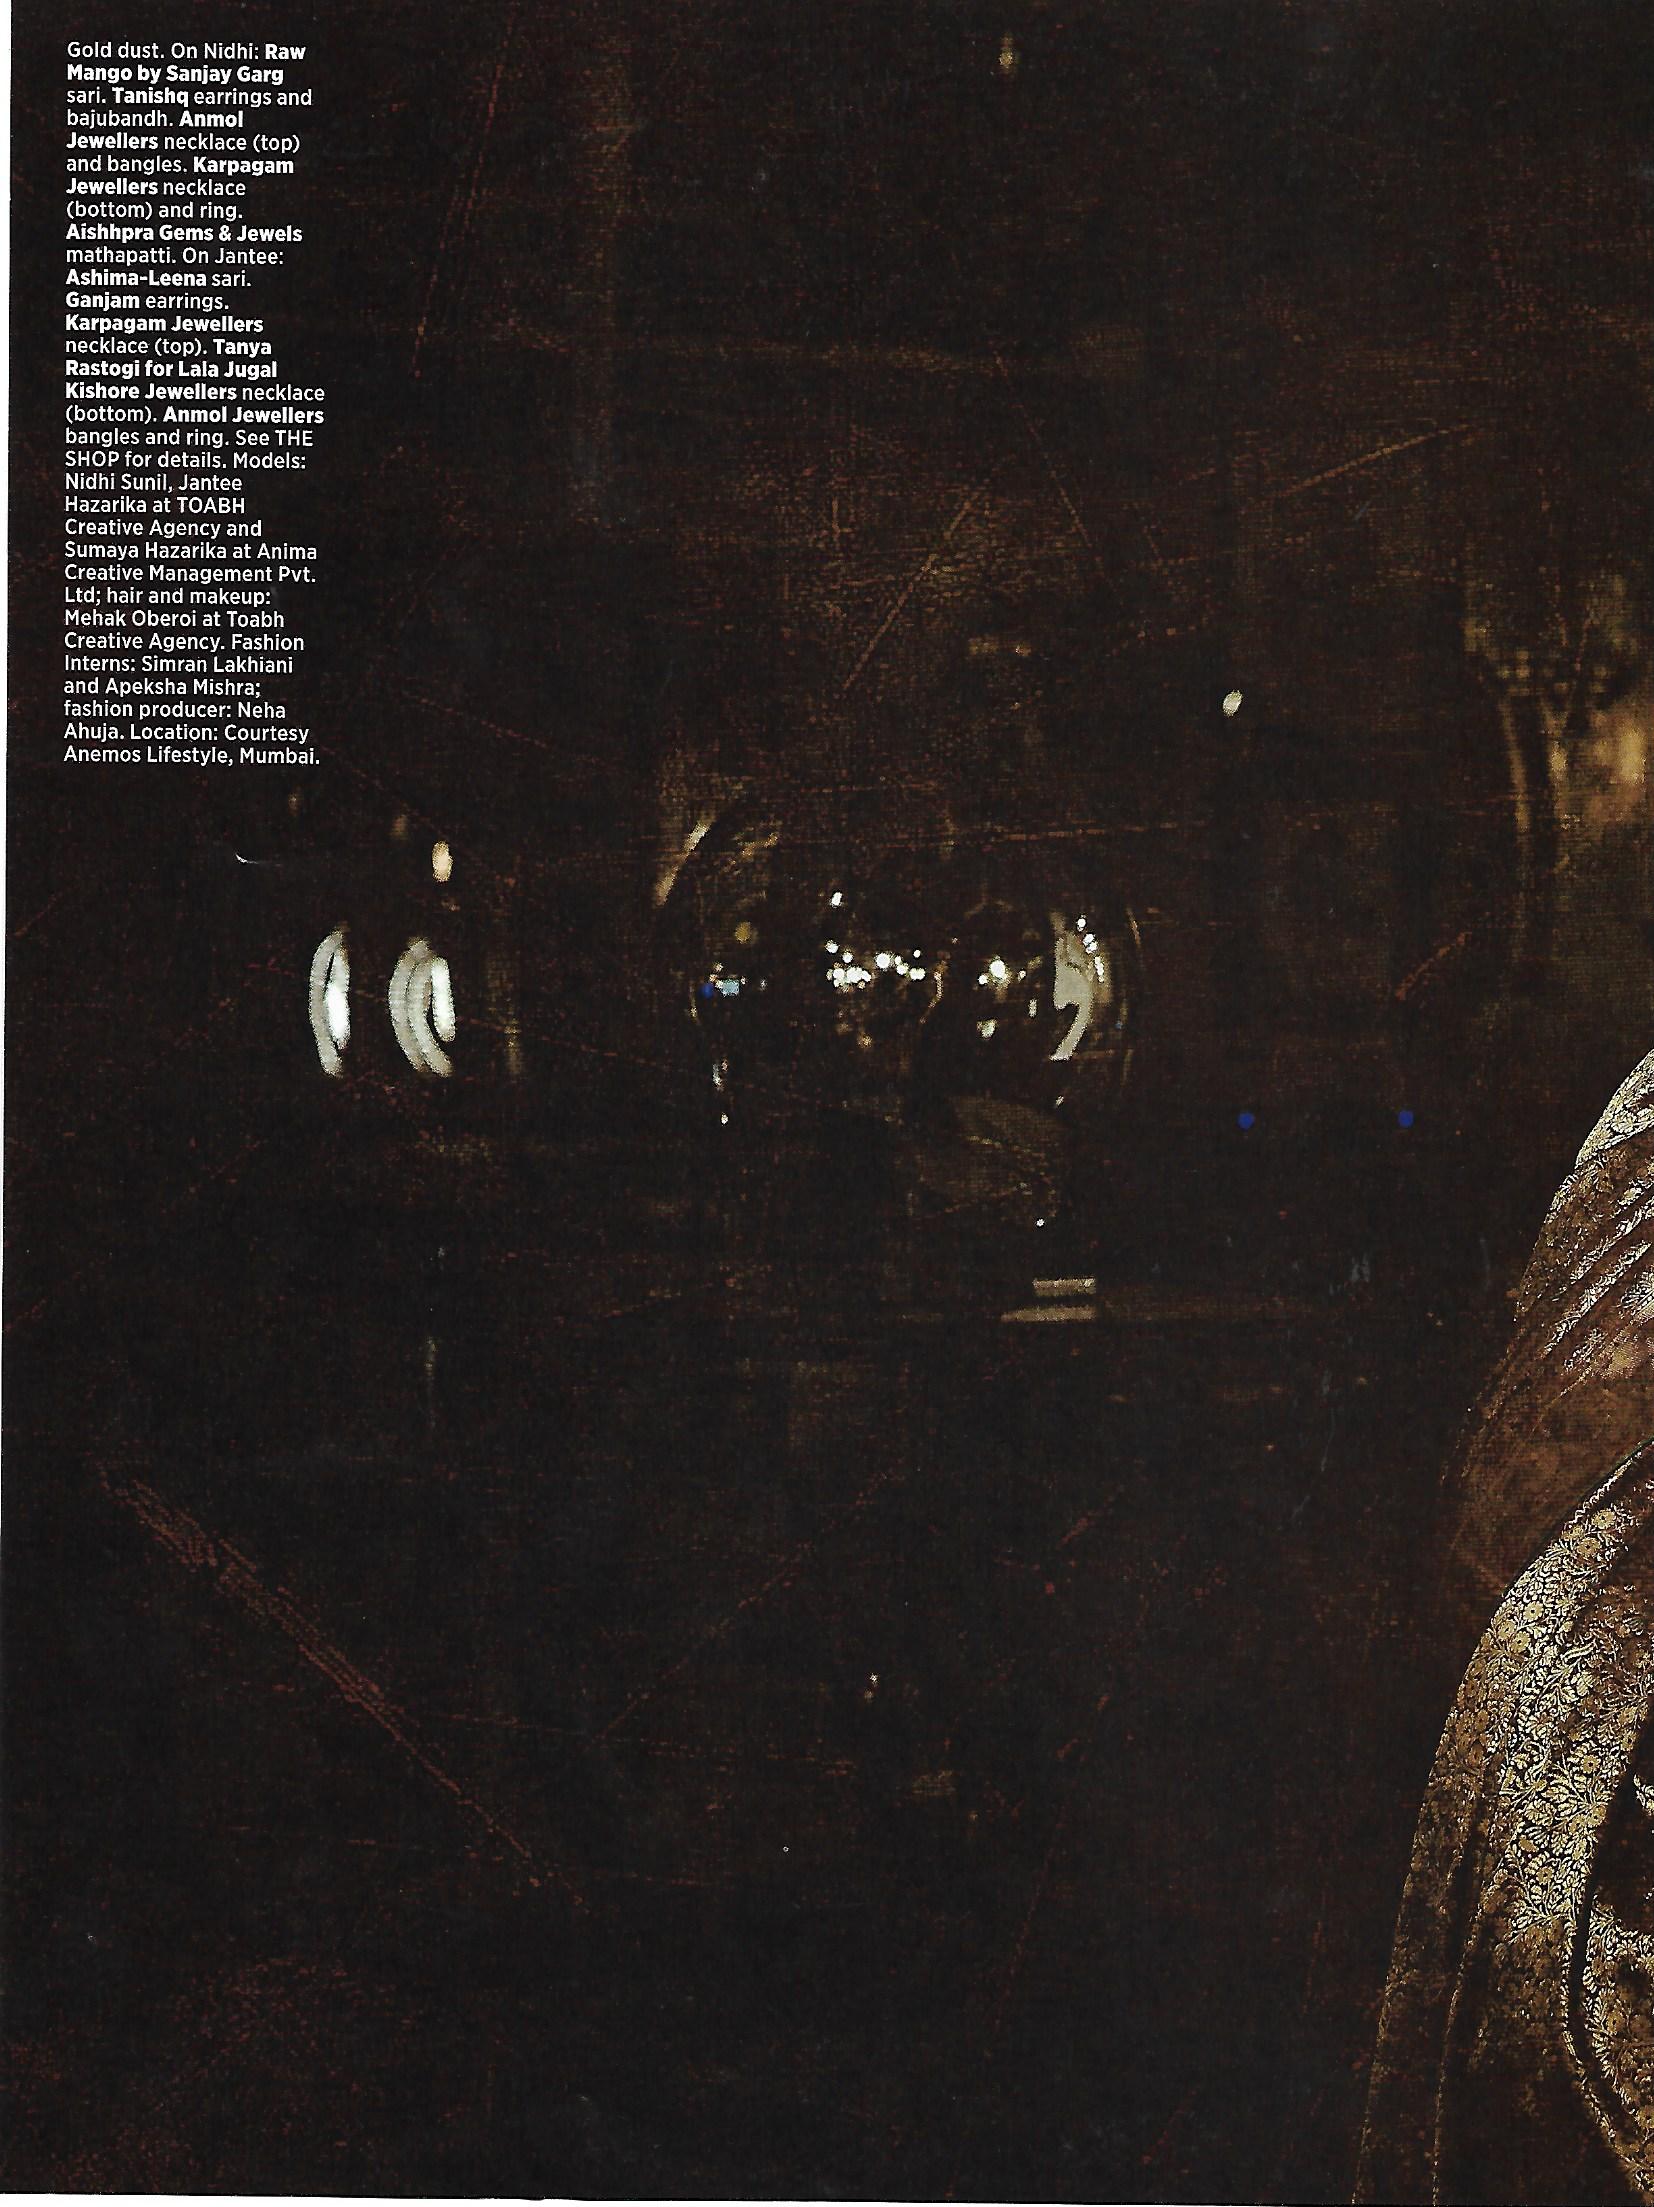 Gold dust. On Nidhi: Raw
Mango by Sanjay Garg
sari. Tanishq earrings and
bajubandh. Anmol
Jewellers necklace (top)
and bangles. Karpagam
Jewellers necklace
(bottom) and ring.
Aishhpra Gems & Jewels
mathapatti. On Jantee:
Ashima-Leena sari.
Ganjam earrings.
Karpagam Jewellers
necklace (top). Tanya
Rastogi for Lala Jugal
Kishore Jewellers necklace
(bottom). Anmol Jewellers
bangles and ring. See THE
SHOP for details. Models:
Nidhi Sunil, Jantee
Hazarika at TOABH
Creative Agency and
Sumaya Hazarika at Anima
Creative Management Pvt.
Ltd; hair and makeup:
Mehak Oberoi at Toabh
Creative Agency. Fashion
Interns: Simran Lakhiani
and Apeksha Mishra;
fashion producer: Neha
Ahuja. Location: Courtesy
Anemos Lifestyle, Mumbai.